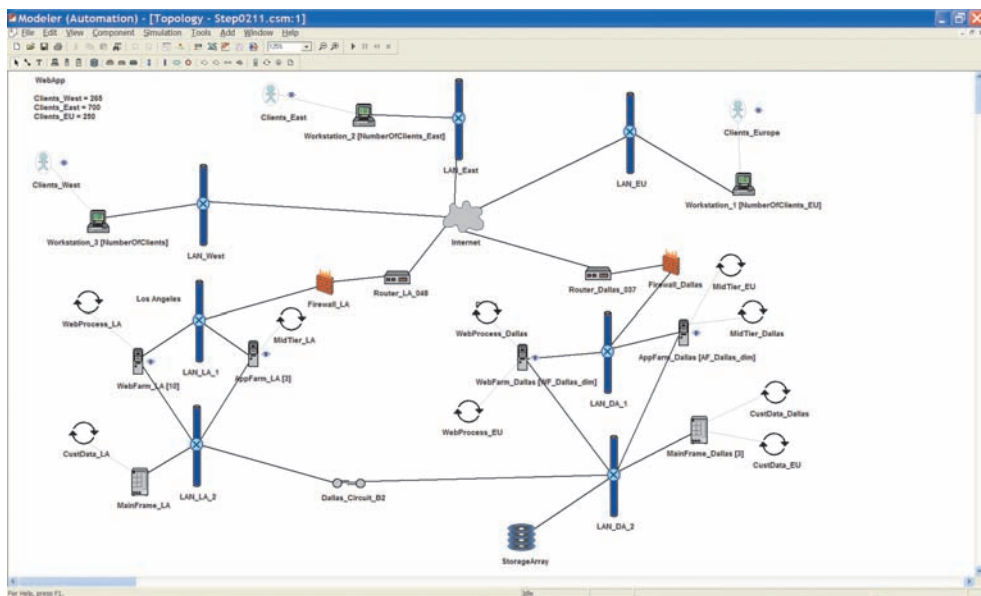 Modeler (Automation) - [Topology - Step0211.csm:1]
File Edit View Component Simulation Tools Add Window Help
125%
WebApp
Clients_West = 265
Clients_East = 700
Clients_EU = 250
Clients_East
Workstation_2 [NumberOfClients_East]
LAN_East
Clients_Europe
LAN_EU
Workstation_1 [NumberOfClients_EU]
Clients_West
Workstation_3 [NumberOfClients]
LAN_West
Internet
Los Angeles
Firewall_LA
Router_LA_048
Router_Dallas_037
Firewall_Dallas
MidTier_EU
WebProcess_LA
MidTier_LA
WebProcess_Dallas
MidTier_Dallas
WebFarm_LA [10]
LAN_LA_1
AppFarm_LA [3]
AppFarm_Dallas [AF_Dallas_dim]
WebFarm_Dallas [WF_Dallas_dim]
LAN_DA_1
WebProcess_EU
CustData_Dallas
CustData_LA
MainFrame_Dallas [3]
CustData_EU
MainFrame_LA
LAN_LA_2
Dallas_Circuit_B2
LAN_DA_2
StorageArray
For Help, press F1.
Idle